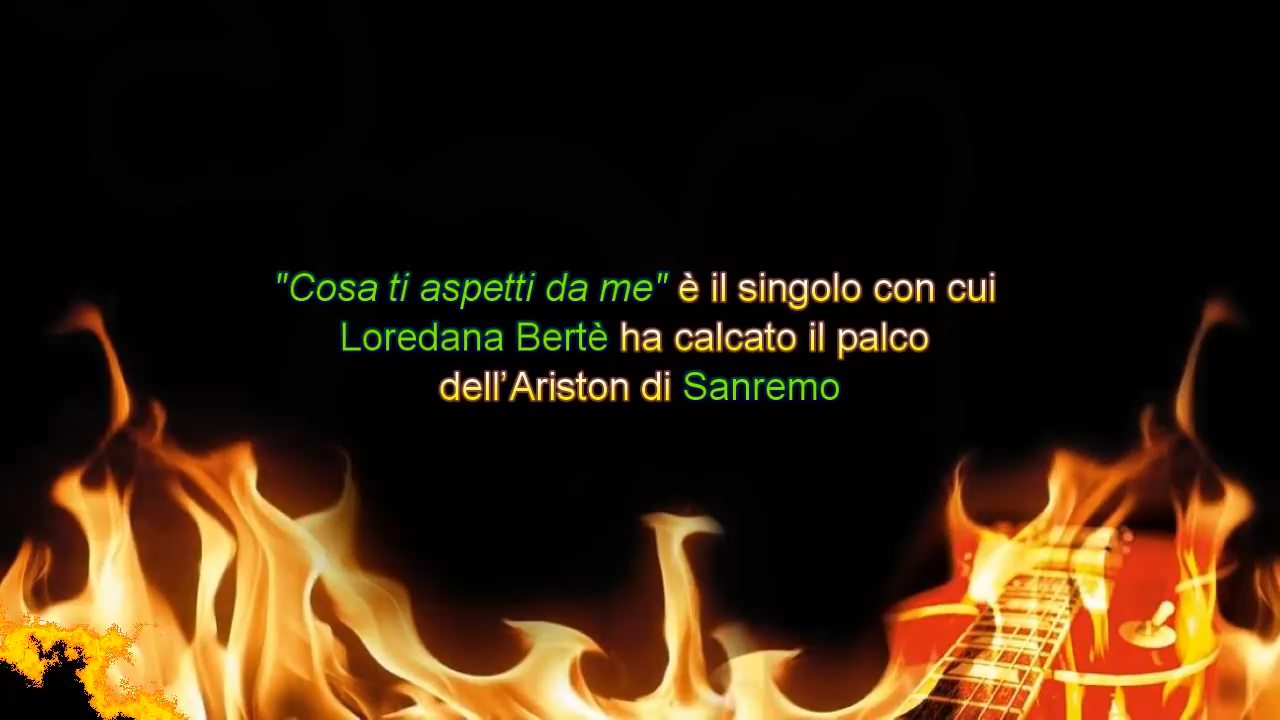 "Cosa ti aspetti da me" è il singolo con cui
Loredana Bertè ha calcato il palco
dell’Ariston di Sanremo